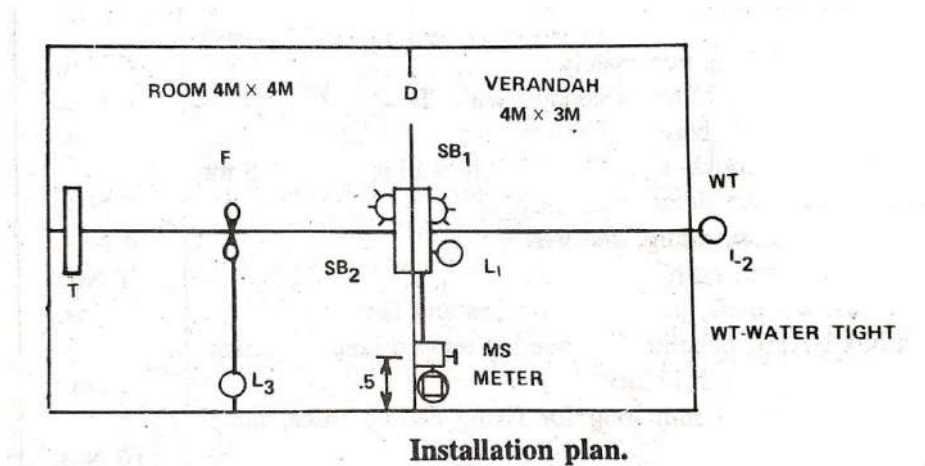 ROOM 4M X 4M
D
VERANDAH
4M X 3M
F
SB1
WT
T
SB2
L1
L2
WT-WATER TIGHT
L3
.5
MS
METER
Installation plan.